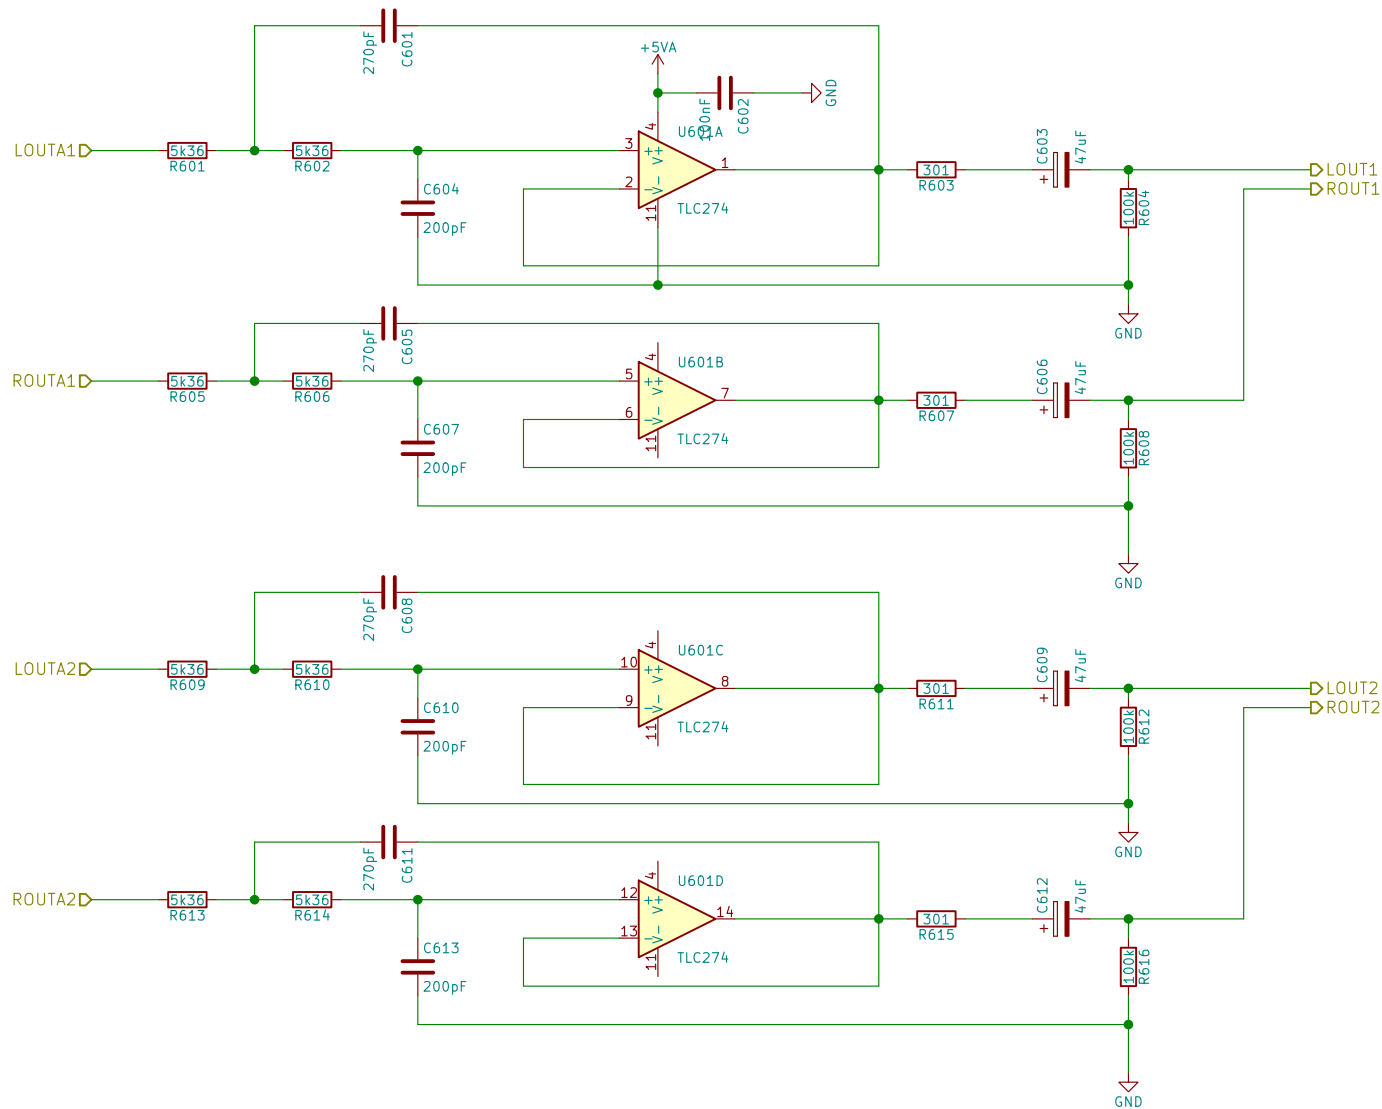 270pF
C601
+5VA
100nF
C602
GND
LOUTA1
5k36
R601
5k36
R602
C604
200pF
U601A
4
3
2
1
11
+
V+
V-
-
TLC274
301
R603
C603
47uF
+
100k
R604
LOUT1
ROUT1
GND
270pF
C605
ROUTA1
5k36
R605
5k36
R606
C607
200pF
U601B
4
5
6
7
11
+
V+
V-
-
TLC274
301
R607
C606
47uF
+
100k
R608
GND
270pF
C608
LOUTA2
5k36
R609
5k36
R610
C610
200pF
U601C
4
10
9
8
11
+
V+
V-
-
TLC274
301
R611
C609
47uF
+
100k
R612
LOUT2
ROUT2
GND
270pF
C611
ROUTA2
5k36
R613
5k36
R614
C613
200pF
U601D
4
12
13
14
11
+
V+
V-
-
TLC274
301
R615
C612
47uF
+
100k
R616
GND